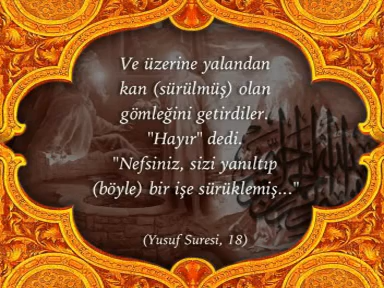 Ve üzerine yalandan
kan (sürülmüş) olan
gömleğini getirdiler.
"Hayır" dedi.
"Nefsiniz, sizi yanıltıp
(böyle) bir işe sürüklemiş..."
(Yusuf Suresi, 18)